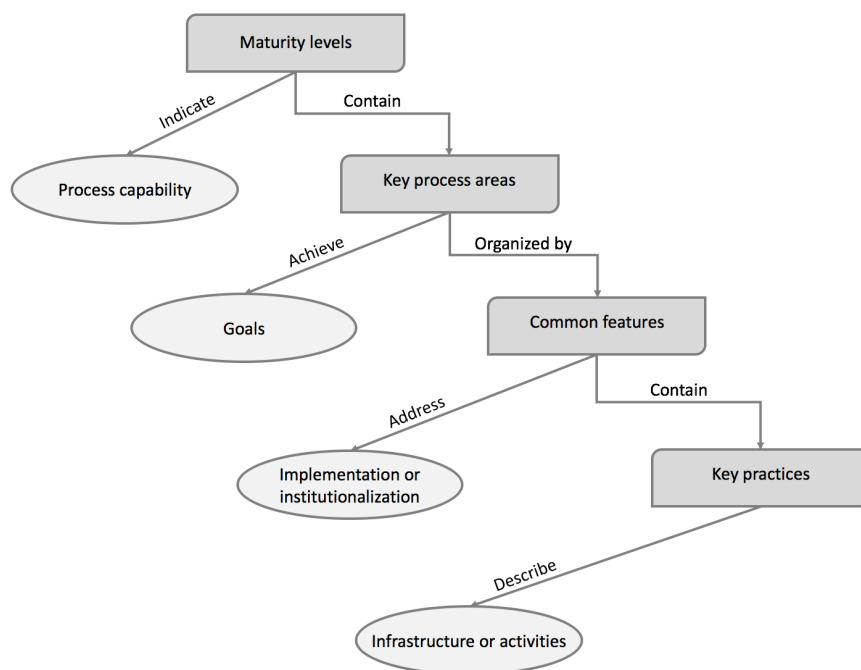 Maturity levels
Indicate
Contain
Process capability
Key process areas
Achieve
Organized by
Goals
Common features
Address
Contain
Implementation or
institutionalization
Key practices
Describe
Infrastructure or activities